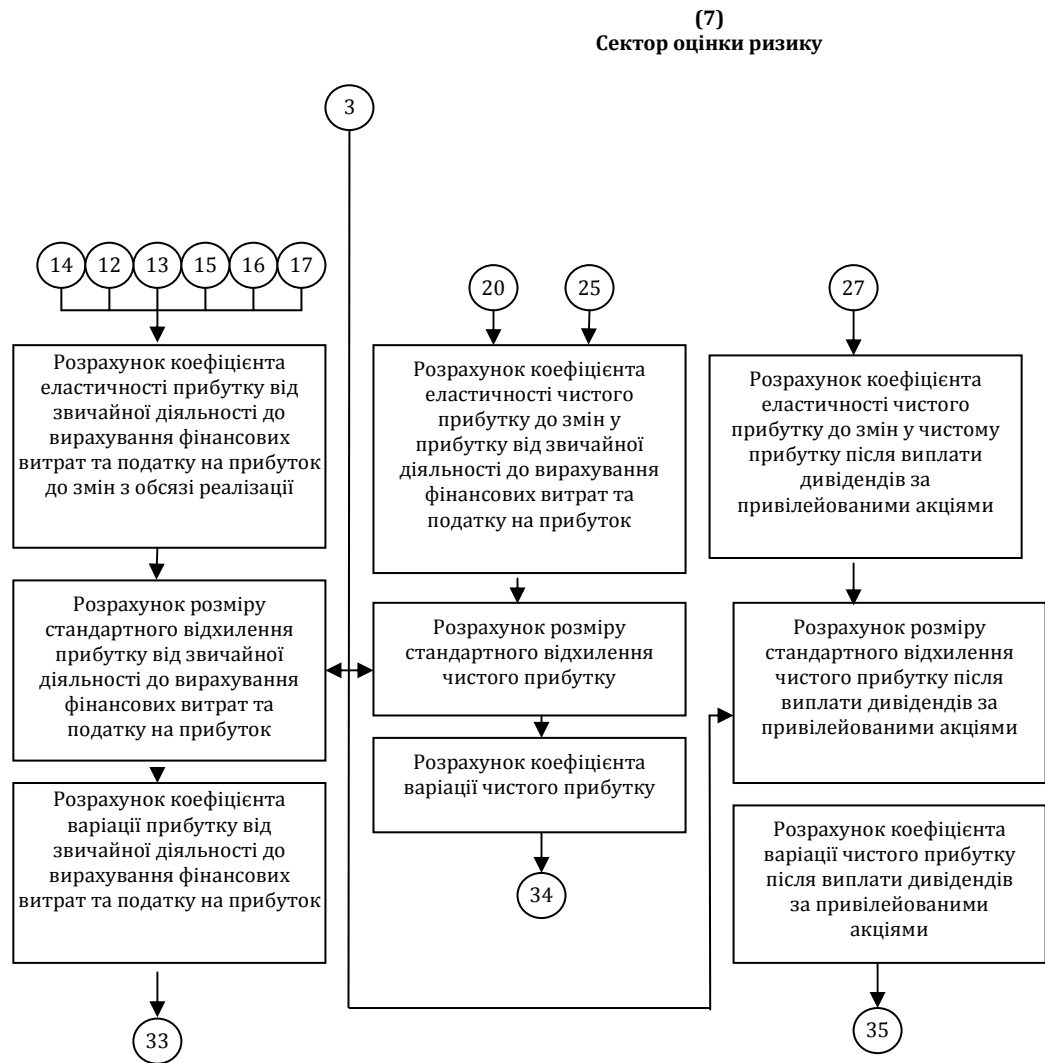 (7)
Сектор оцінки ризику
3
14 12 13 15 16 17
20 25
27
Розрахунок коефіцієнта
еластичності прибутку від
звичайної діяльності до
вирахування фінансових
витрат та податку на прибуток
до змін з обсязі реалізації
Розрахунок коефіцієнта
еластичності чистого
прибутку до змін у
прибутку від звичайної
діяльності до вирахування
фінансових витрат та
податку на прибуток
Розрахунок коефіцієнта
еластичності чистого
прибутку до змін у чистому
прибутку після виплати
дивідендів за
привілейованими акціями
Розрахунок розміру
стандартного відхилення
прибутку від звичайної
діяльності до вирахування
фінансових витрат та
податку на прибуток
Розрахунок розміру
стандартного відхилення
чистого прибутку
Розрахунок розміру
стандартного відхилення
чистого прибутку після
виплати дивідендів за
привілейованими акціями
Розрахунок коефіцієнта
варіації прибутку від
звичайної діяльності до
вирахування фінансових
витрат та податку на прибуток
Розрахунок коефіцієнта
варіації чистого прибутку
Розрахунок коефіцієнта
варіації чистого прибутку
після виплати дивідендів
за привілейованими
акціями
33
34
35